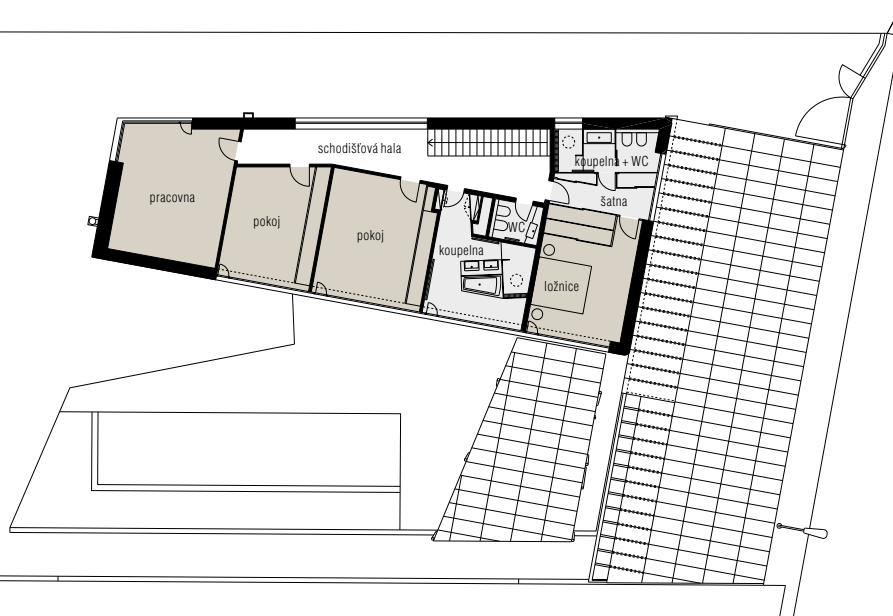 schodišťová hala
koupelna + WC
pracovna
šatna
pokoj
pokoj
WC
koupelna
ložnice